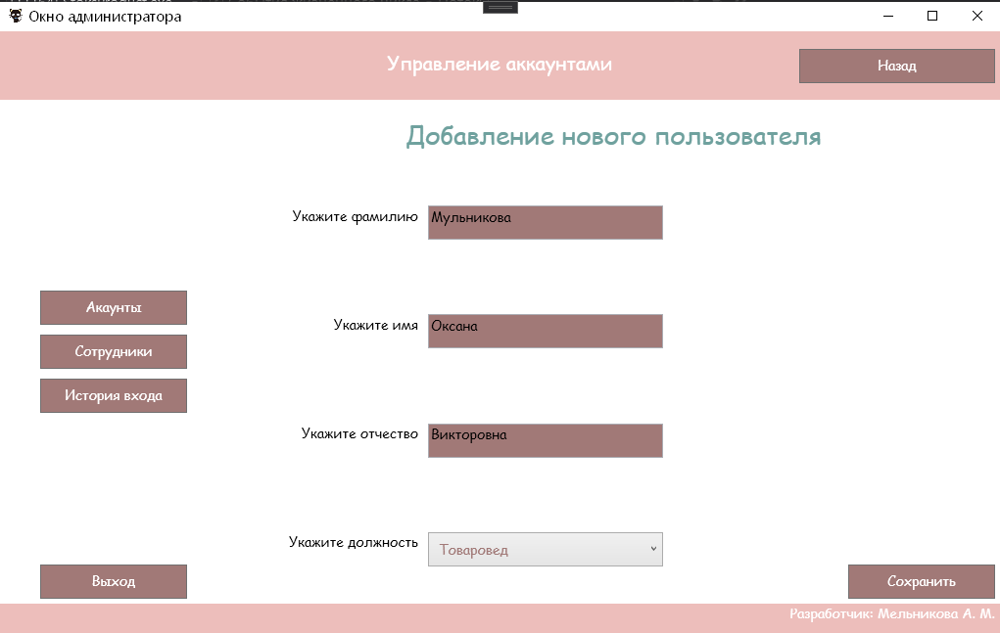 Окно администратора
Управление аккаунтами
Назад
Добавление нового пользователя
Укажите фамилию
Мульникова
Акаунты
Укажите имя
Оксана
Сотрудники
История входа
Укажите отчество
Викторовна
Укажите должность
Товаровед
Выход
Сохранить
Разработчик: Мельникова А. М.